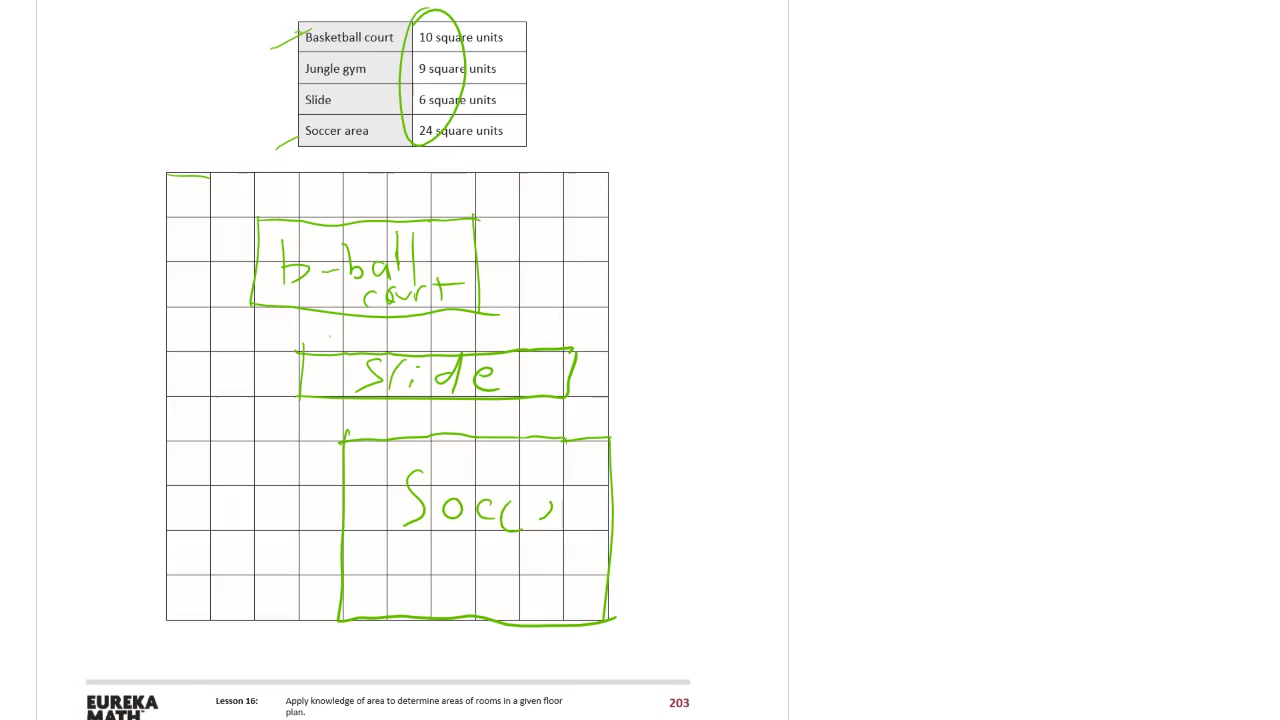 Basketball court 10 square units
Jungle gym 9 square units
Slide 6 square units
Soccer area 24 square units
b-ball
court
Slide
Socc
EUREKA
MATH™
Lesson 16: Apply knowledge of area to determine areas of rooms in a given floor
plan.
203